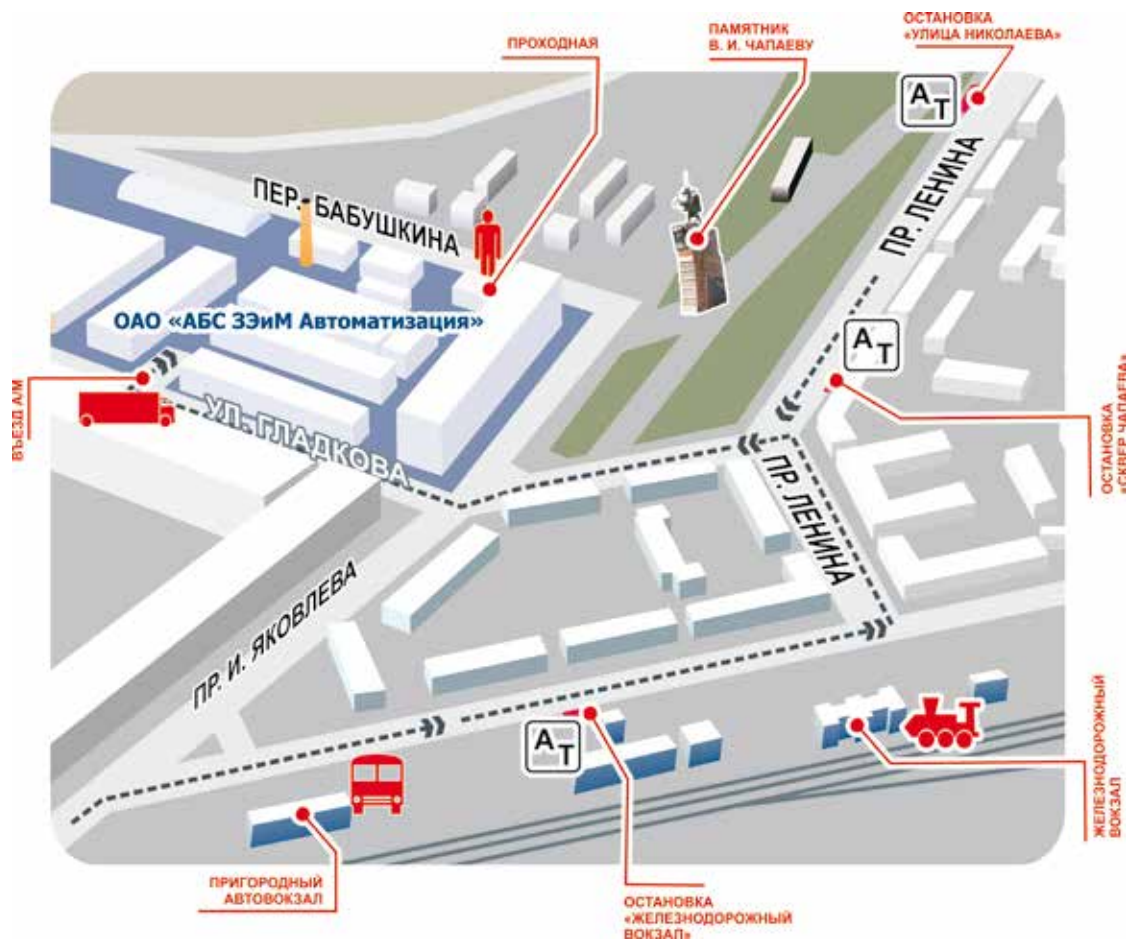 ОСТАНОВКА
«УЛИЦА НИКОЛАЕВА»
ПАМЯТНИК
В. И. ЧАПАЕВУ
ПРОХОДНАЯ
А Т
ПР. ЛЕНИНА
ПЕР. БАБУШКИНА
ОАО «АБС ЗЭиМ Автоматизация»
А Т
ВЪЕЗД А/М
УЛ. ГЛАДКОВА
ОСТАНОВКА
«СКВЕР ЧАПАЕВА»
ПР. ЛЕНИНА
ПР. И. ЯКОВЛЕВА
А Т
ЖЕЛЕЗНОДОРОЖНЫЙ
ВОКЗАЛ
ПРИГОРОДНЫЙ
АВТОВОКЗАЛ
ОСТАНОВКА
«ЖЕЛЕЗНОДОРОЖНЫЙ
ВОКЗАЛ»